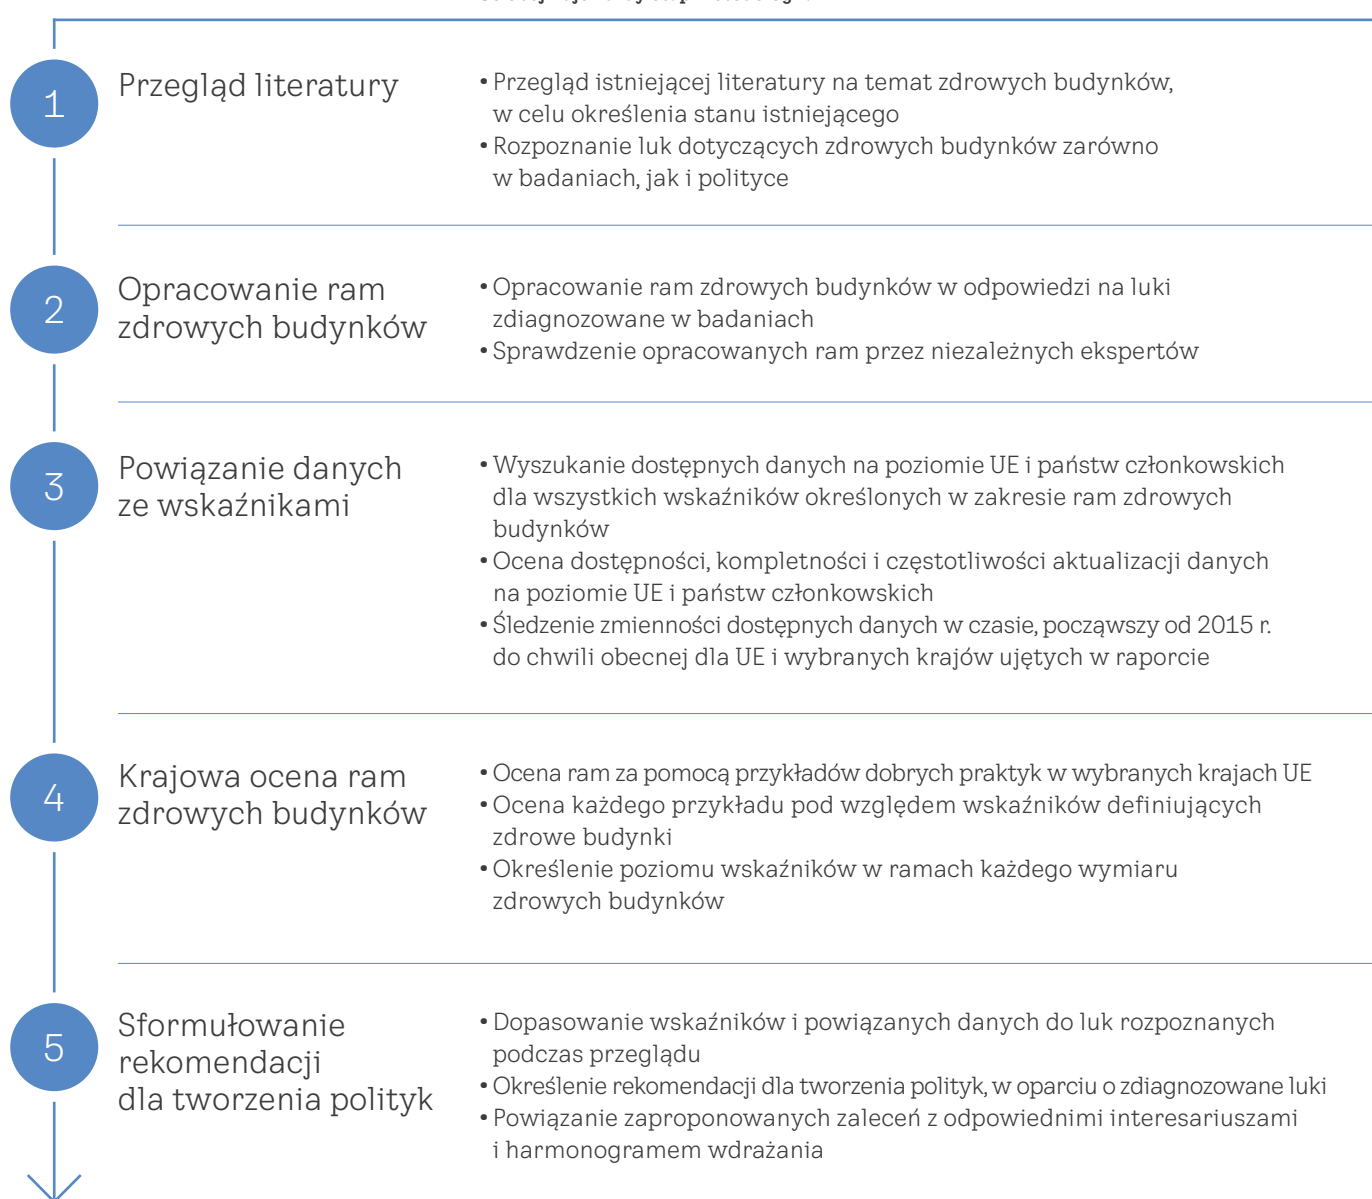 1
Przegląd literatury
• Przegląd istniejącej literatury na temat zdrowych budynków,
w celu określenia stanu istniejącego
• Rozpoznanie luk dotyczących zdrowych budynków zarówno
w badaniach, jak i polityce
2
Opracowanie ram
zdrowych budynków
• Opracowanie ram zdrowych budynków w odpowiedzi na luki
zdiagnozowane w badaniach
• Sprawdzenie opracowanych ram przez niezależnych ekspertów
3
Powiązanie danych
ze wskaźnikami
• Wyszukanie dostępnych danych na poziomie UE i państw członkowskich
dla wszystkich wskaźników określonych w zakresie ram zdrowych
budynków
• Ocena dostępności, kompletności i częstotliwości aktualizacji danych
na poziomie UE i państw członkowskich
• Śledzenie zmienności dostępnych danych w czasie, począwszy od 2015 r.
do chwili obecnej dla UE i wybranych krajów ujętych w raporcie
4
Krajowa ocena ram
zdrowych budynków
• Ocena ram za pomocą przykładów dobrych praktyk w wybranych krajach UE
• Ocena każdego przykładu pod względem wskaźników definiujących
zdrowe budynki
• Określenie poziomu wskaźników w ramach każdego wymiaru
zdrowych budynków
5
Sformułowanie
rekomendacji
dla tworzenia polityk
• Dopasowanie wskaźników i powiązanych danych do luk rozpoznanych
podczas przeglądu
• Określenie rekomendacji dla tworzenia polityk, w oparciu o zdiagnozowane luki
• Powiązanie zaproponowanych zaleceń z odpowiednimi interesariuszami
i harmonogramem wdrażania